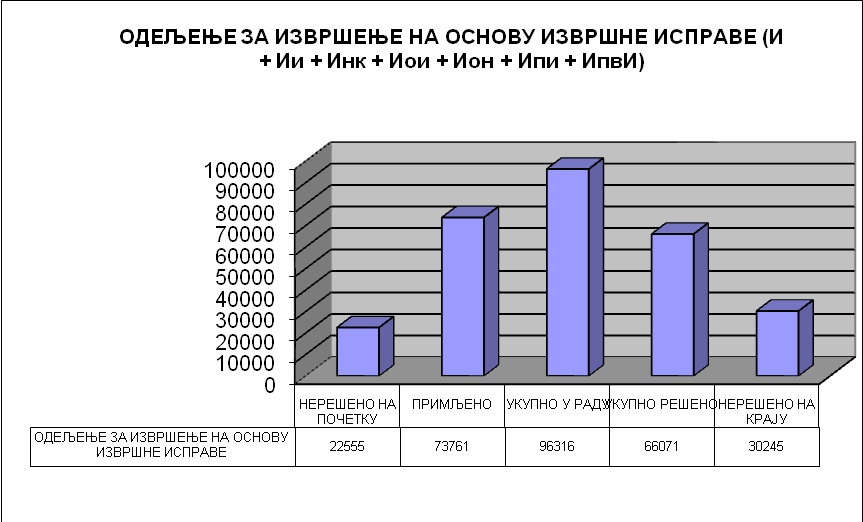 ОДЕЉЕЊЕ ЗА ИЗВРШЕЊЕ НА ОСНОВУ ИЗВРШНЕ ИСПРАВЕ (И
+ Ии + Инк + Иои + Ион + Ипи + ИпвИ)
100000
90000
80000
70000
60000
50000
40000
30000
20000
10000
0
НЕРЕШЕНО НА
ПОЧЕТКУ
ПРИМЉЕНО
УКУПНО У РАДУ
УКУПНО РЕШЕНО
НЕРЕШЕНО НА
КРАЈУ
ОДЕЉЕЊЕ ЗА ИЗВРШЕЊЕ НА ОСНОВУ
ИЗВРШНЕ ИСПРАВЕ
22555
73761
96316
66071
30245